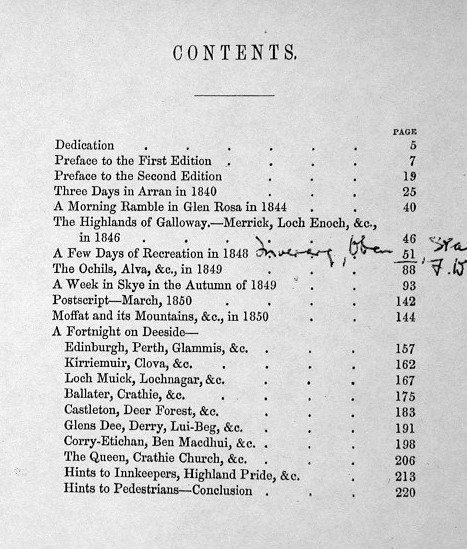 CONTENTS.
PAGE
Dedication . . . . . 5
Preface to the First Edition . . . . 7
Preface to the Second Edition . . . 19
Three Days in Arran in 1840 . . . 25
A Morning Ramble in Glen Rosa in 1844 . . 40
The Highlands of Galloway.—Merrick, Loch Enoch, &c.,
in 1846 . . . . . 46
A Few Days of Recreation in 1848 Inverary, Oban 51, Sta
The Ochils, Alva, &c., in 1849 . . . 88
A Week in Skye in the Autumn of 1849 . . 93
Postscript—March, 1850 . . . . 142
Moffat and its Mountains, &c., in 1850 . . 144
A Fortnight on Deeside—
Edinburgh, Perth, Glammis, &c. . . . 157
Kirriemuir, Clova, &c. . . . . 162
Loch Muick, Lochnagar, &c. . . . 167
Ballater, Crathie, &c. . . . . 175
Castleton, Deer Forest, &c. . . . 183
Glens Dee, Derry, Lui-Beg, &c. . . . 191
Corry-Etichan, Ben Macdhui, &c. . . . 198
The Queen, Crathie Church, &c. . . . 206
Hints to Innkeepers, Highland Pride, &c. . . 213
Hints to Pedestrians—Conclusion . . . 220